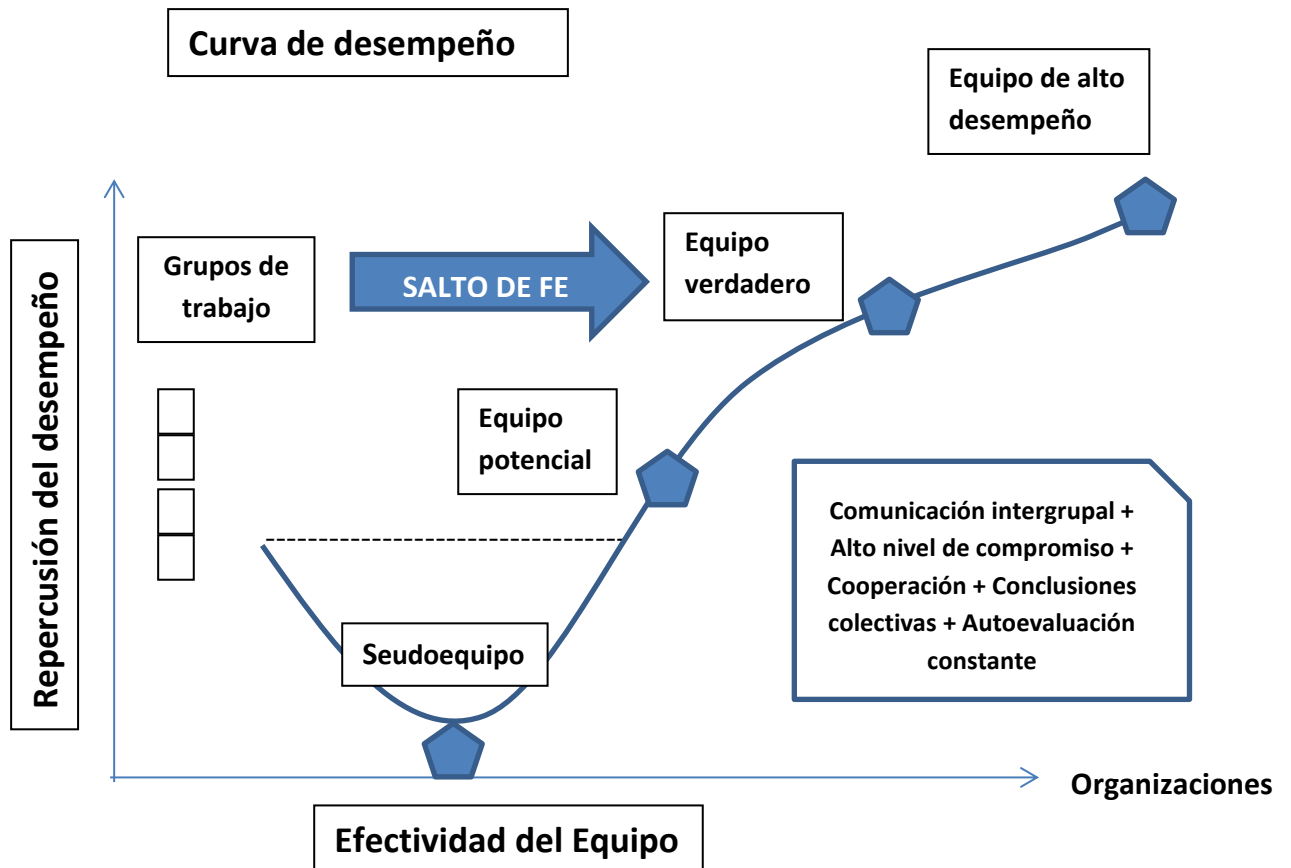 Curva de desempeño
Equipo de alto
desempeño
Repercusión del desempeño
Grupos de
trabajo
SALTO DE FE
Equipo
verdadero
Equipo
potencial
Seudoequipo
Comunicación intergrupal +
Alto nivel de compromiso +
Cooperación + Conclusiones
colectivas + Autoevaluación
constante
Organizaciones
Efectividad del Equipo